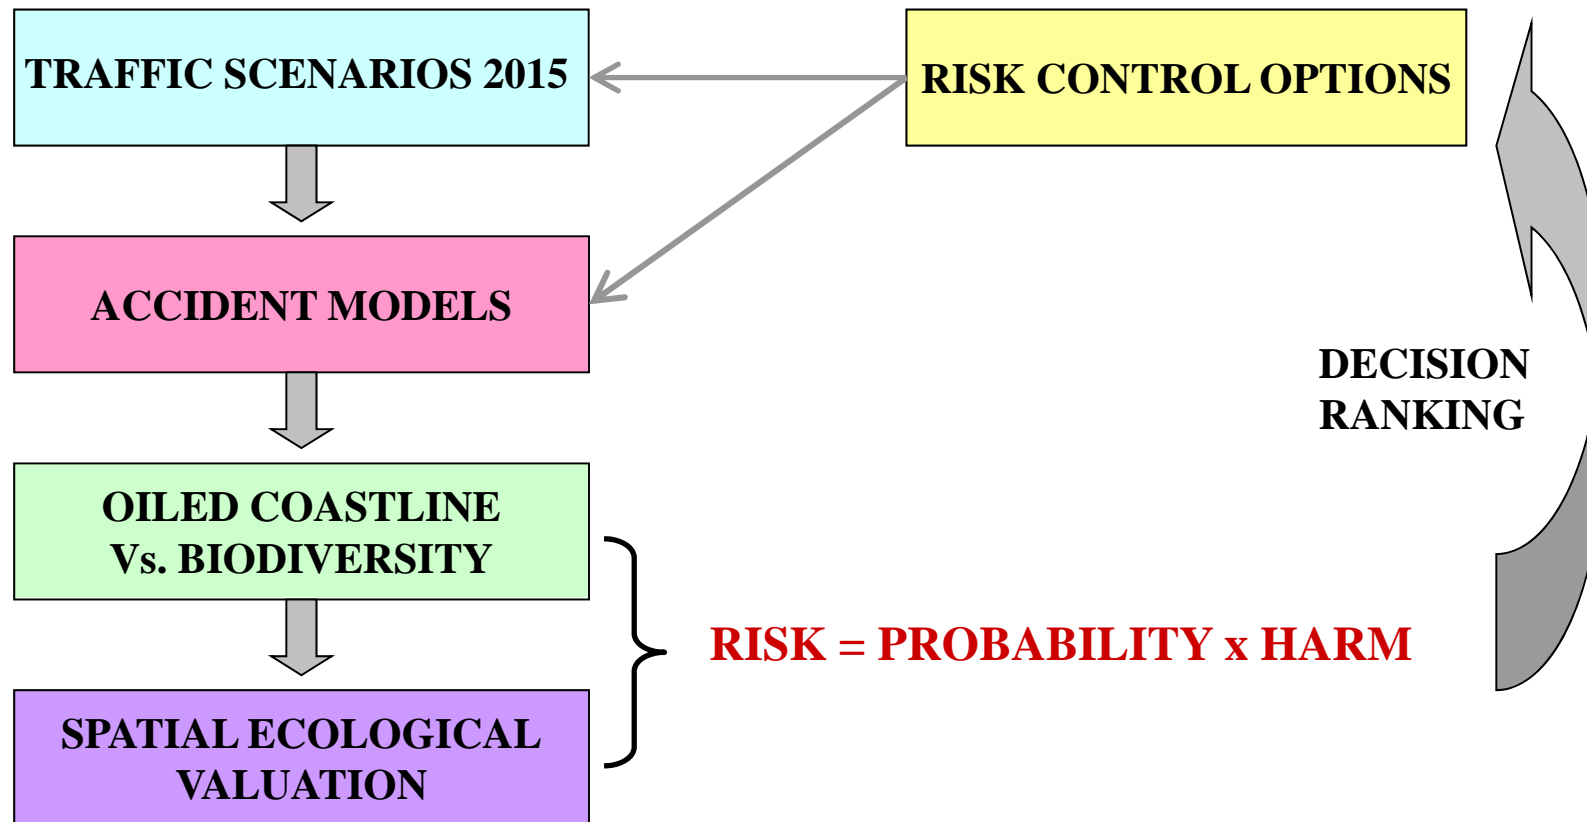 TRAFFIC SCENARIOS 2015
RISK CONTROL OPTIONS
ACCIDENT MODELS
DECISION
RANKING
OILED COASTLINE
Vs. BIODIVERSITY
RISK = PROBABILITY x HARM
SPATIAL ECOLOGICAL
VALUATION